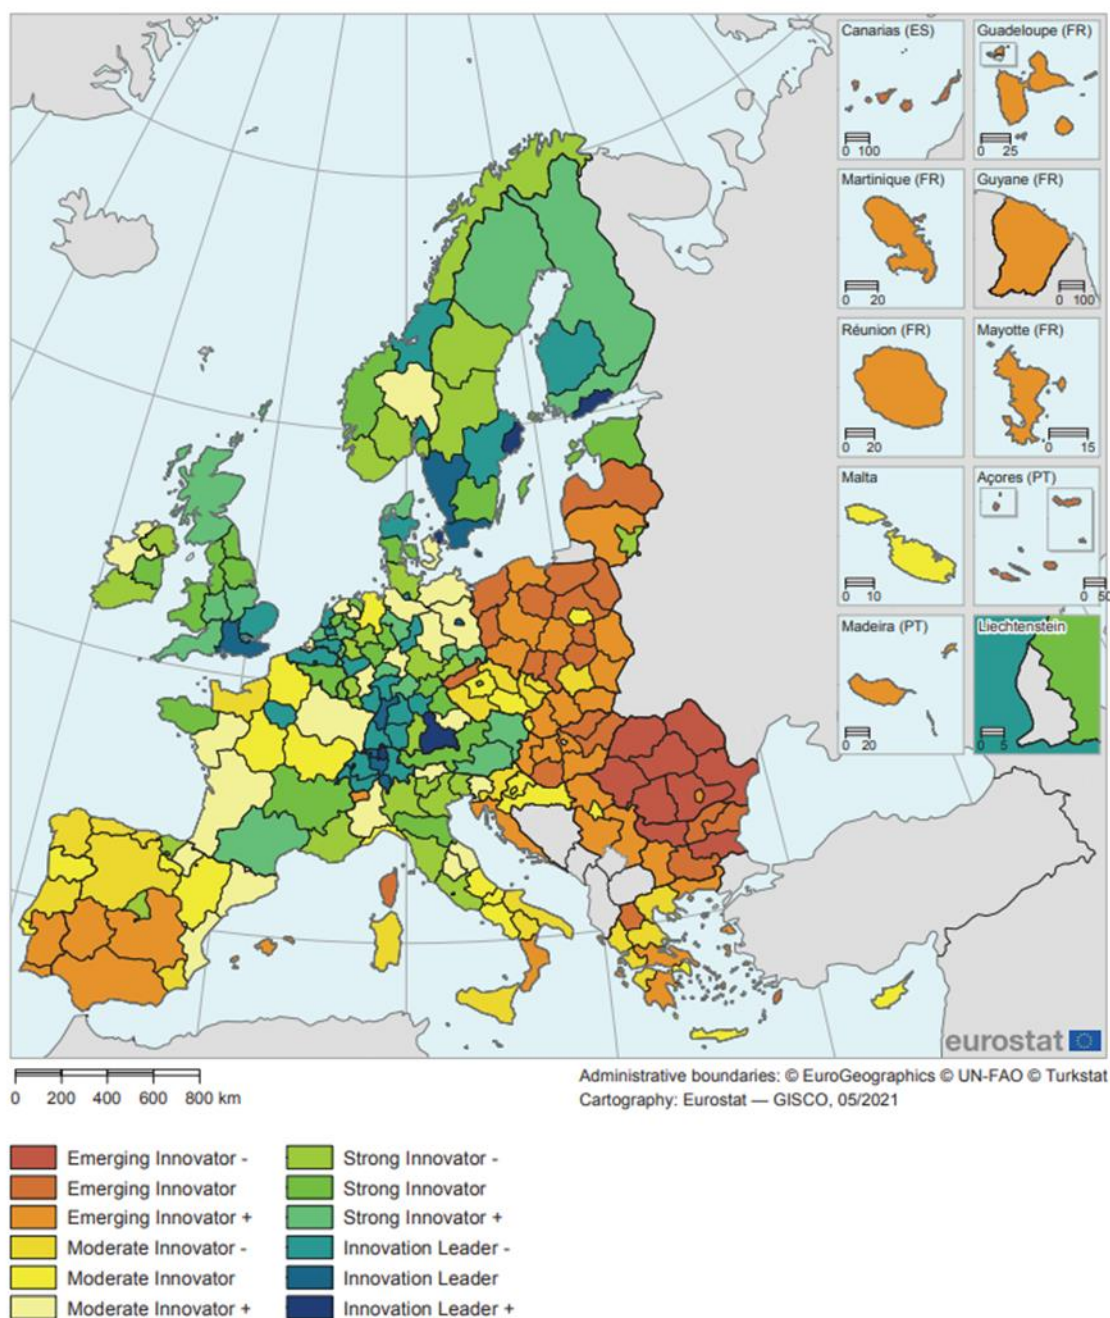 Canarias (ES)
0 100
Guadeloupe (FR)
0 25
Martinique (FR)
0 20
Guyane (FR)
0 100
Réunion (FR)
0 20
Mayotte (FR)
0 15
Malta
0 10
Açores (PT)
0 50
Madeira (PT)
0 20
Liechtenstein
0 5
eurostat
0 200 400 600 800 km
Administrative boundaries: © EuroGeographics © UN-FAO © Turkstat
Cartography: Eurostat — GISCO, 05/2021
Emerging Innovator -
Emerging Innovator
Emerging Innovator +
Moderate Innovator -
Moderate Innovator
Moderate Innovator +
Strong Innovator -
Strong Innovator
Strong Innovator +
Innovation Leader -
Innovation Leader
Innovation Leader +